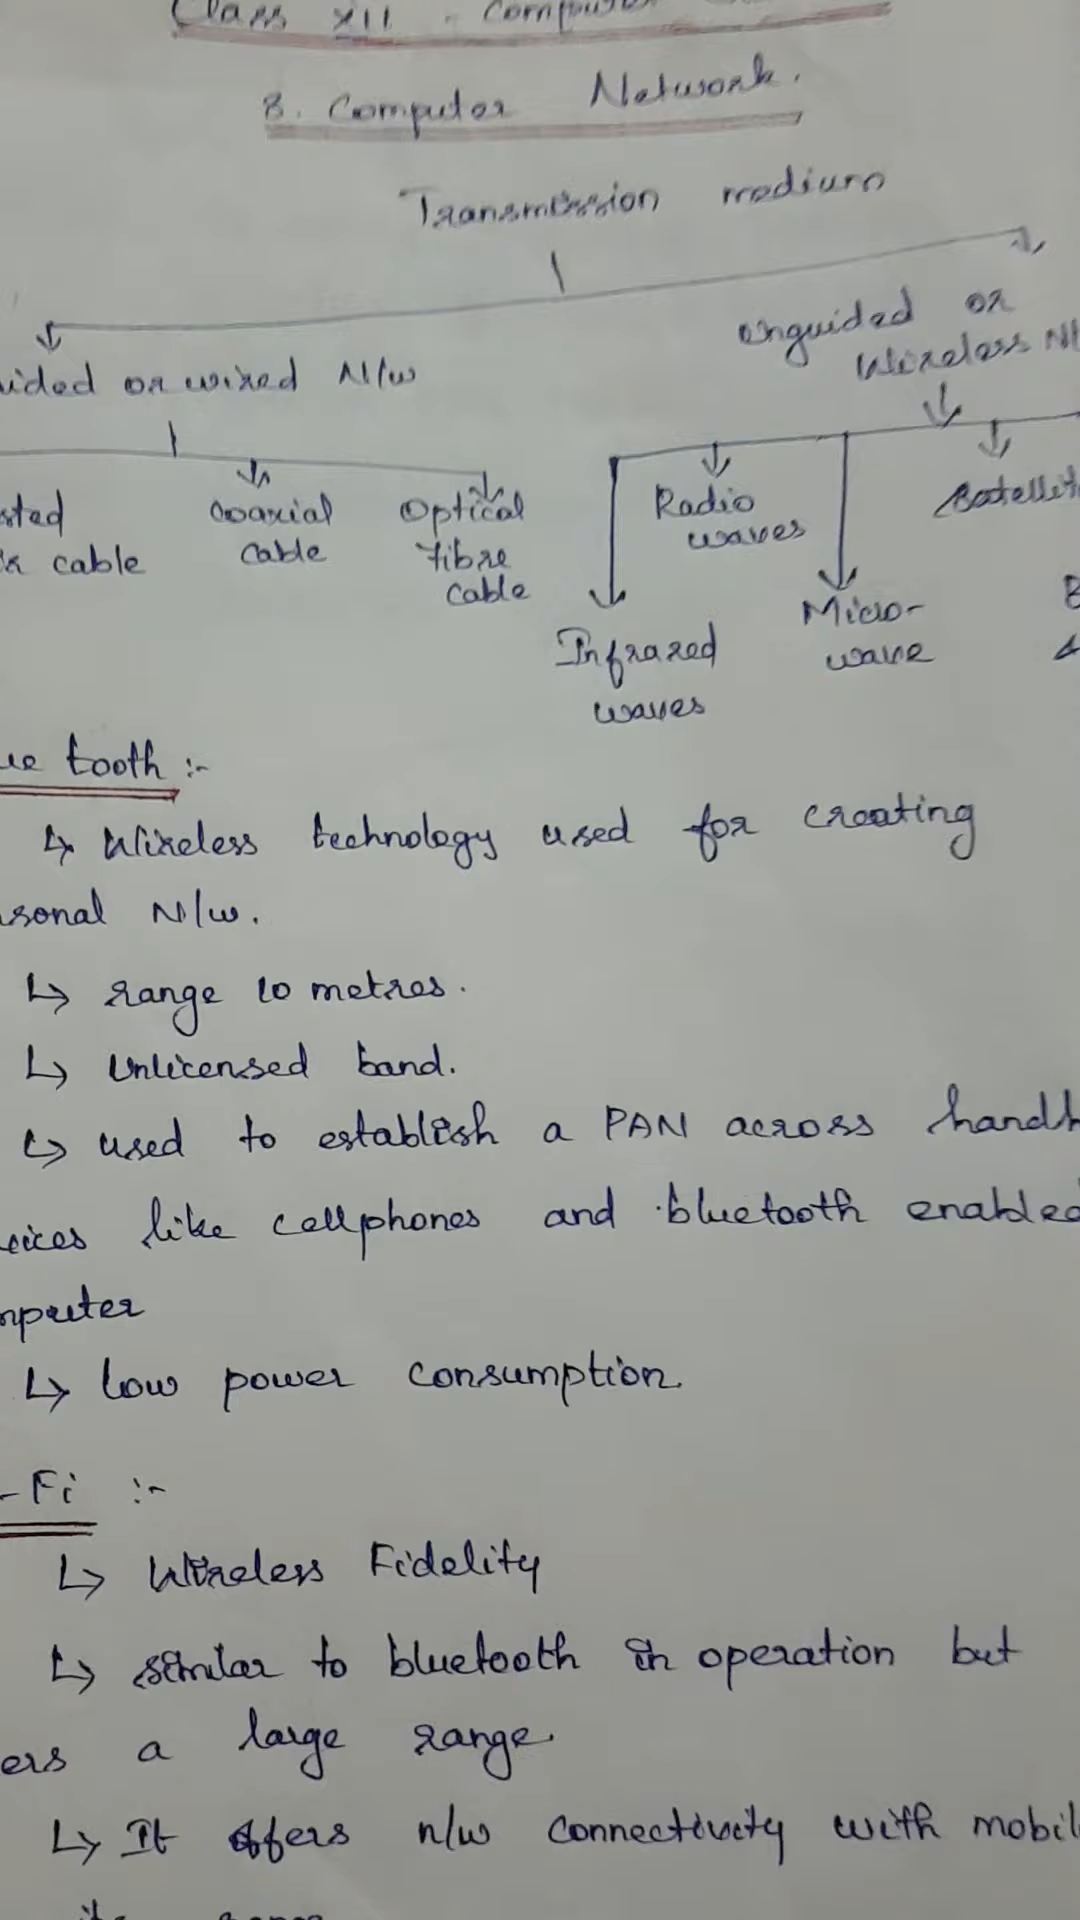 Class XII - Computer
8. Computer Network.
Transmission medium
uided or wired N/w
unguided or
Wireless N/
sted
cable
Coaxial
Cable
Optical
Fibre
Cable
Infrared
waves
Radio
waves
Micro-
wave
Satellit
ue tooth :-
↳ Wireless technology used for creating
rsonal N/w.
↳ range 10 metres.
↳ Unlicensed band.
↳ used to establish a PAN across handh
vices like cellphones and bluetooth enabled
mputer
↳ low power consumption.
-Fi :-
↳ Wireless Fidelity
↳ similar to bluetooth in operation but
ers a large range.
↳ It offers n/w connectivity with mobil